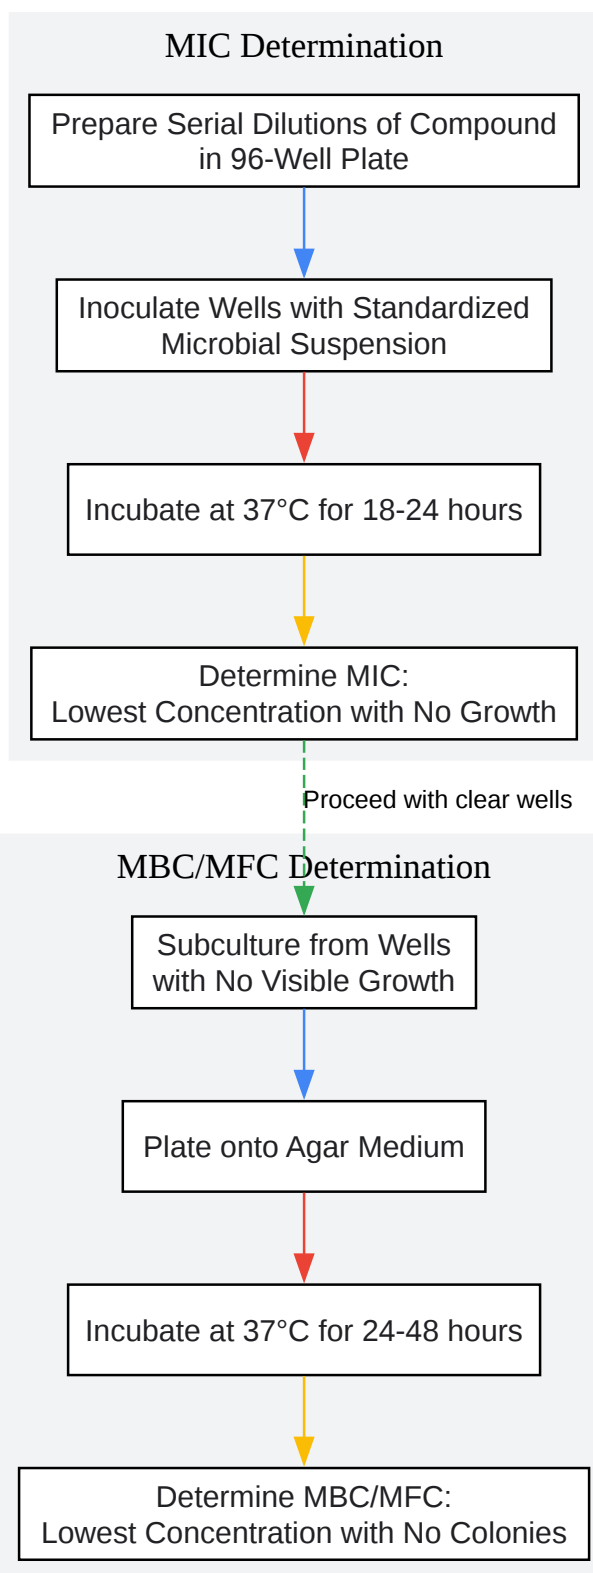 MIC Determination
Prepare Serial Dilutions of Compound
in 96-Well Plate
Inoculate Wells with Standardized
Microbial Suspension
Incubate at 37°C for 18-24 hours
Determine MIC:
Lowest Concentration with No Growth
Proceed with clear wells
MBC/MFC Determination
Subculture from Wells
with No Visible Growth
Plate onto Agar Medium
Incubate at 37°C for 24-48 hours
Determine MBC/MFC:
Lowest Concentration with No Colonies